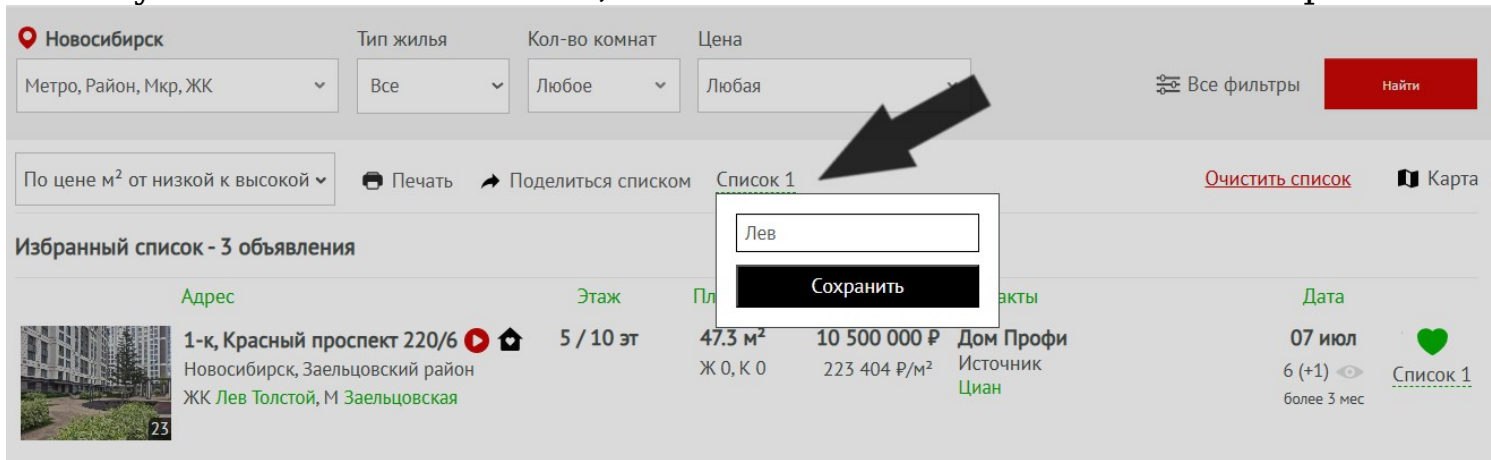 Новосибирск Тип жилья Кол-во комнат Цена
Метро, Район, Мкр, ЖК Все Любое Любая Все фильтры Найти
По цене м² от низкой к высокой Печать Поделиться списком Список 1 Очистить список Карта
Лев
Избранный список - 3 объявления
Сохранить
Адрес Этаж Дата
1-к, Красный проспект 220/6 5 / 10 эт 47.3 м² 10 500 000 ₽ Дом Профи 07 июл
Новосибирск, Заельцовский район Ж 0, К 0 223 404 ₽/м² Источник 6 (+1) Список 1
ЖК Лев Толстой, М Заельцовская Циан более 3 мес
23